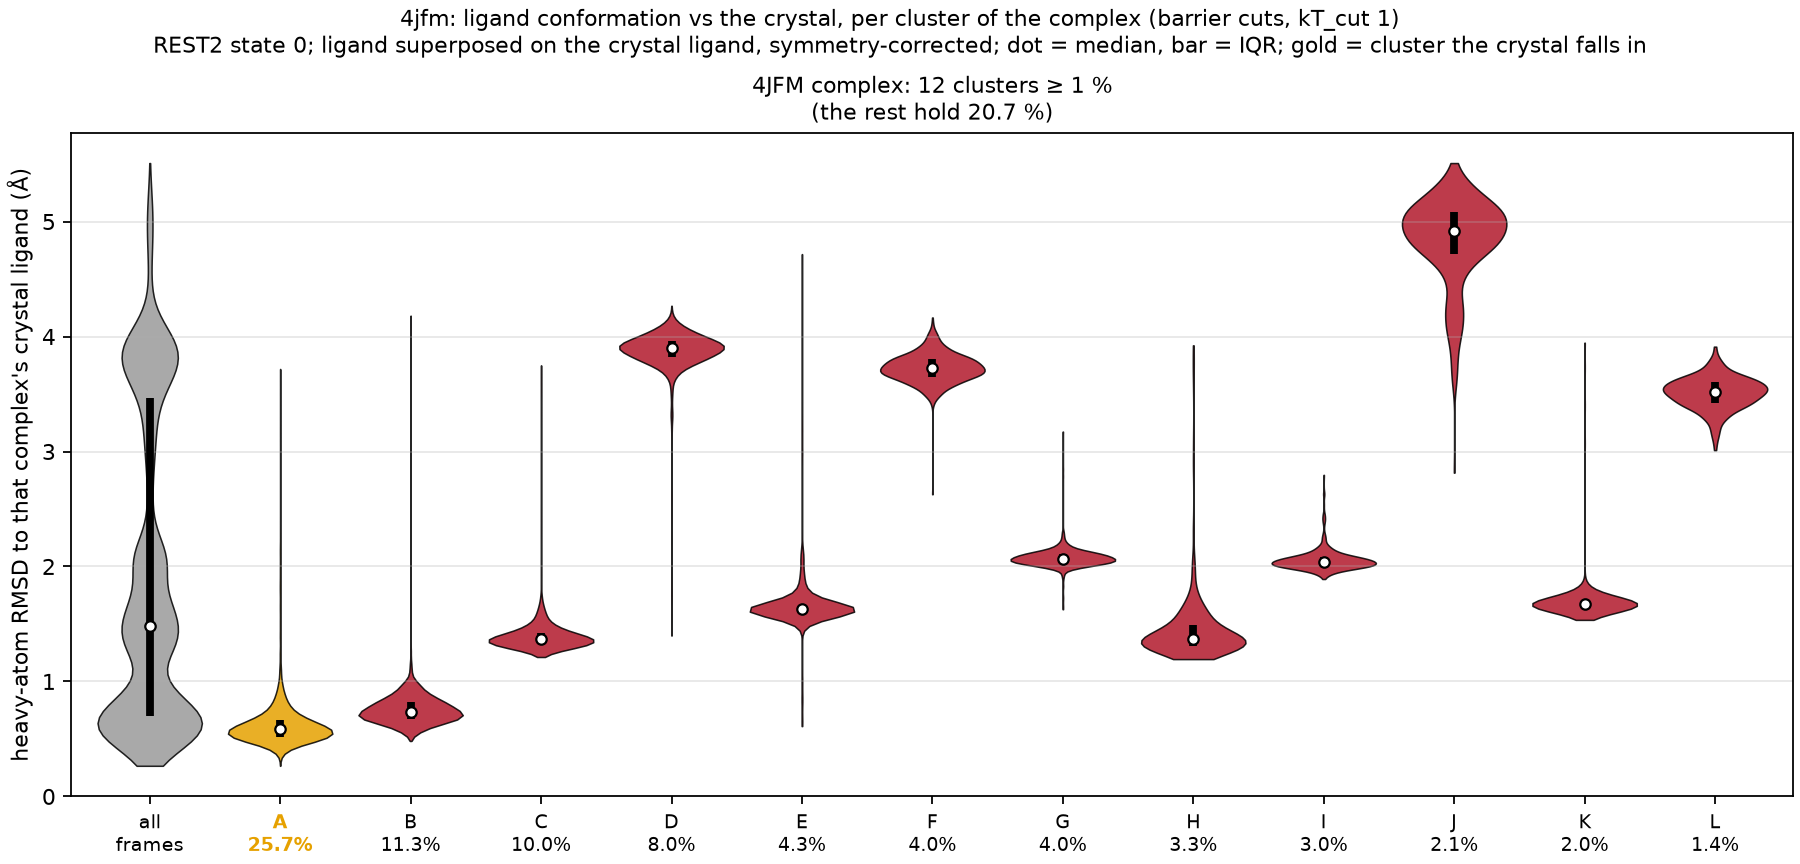 4jfm: ligand conformation vs the crystal, per cluster of the complex (barrier cuts, kT_cut 1)
REST2 state 0; ligand superposed on the crystal ligand, symmetry-corrected; dot = median, bar = IQR; gold = cluster the crystal falls in
4JFM complex: 12 clusters ≥ 1 %
(the rest hold 20.7 %)
heavy-atom RMSD to that complex's crystal ligand (Å)
5
4
3
2
1
0
all A B C D E F G H I J K L
frames 25.7% 11.3% 10.0% 8.0% 4.3% 4.0% 4.0% 3.3% 3.0% 2.1% 2.0% 1.4%